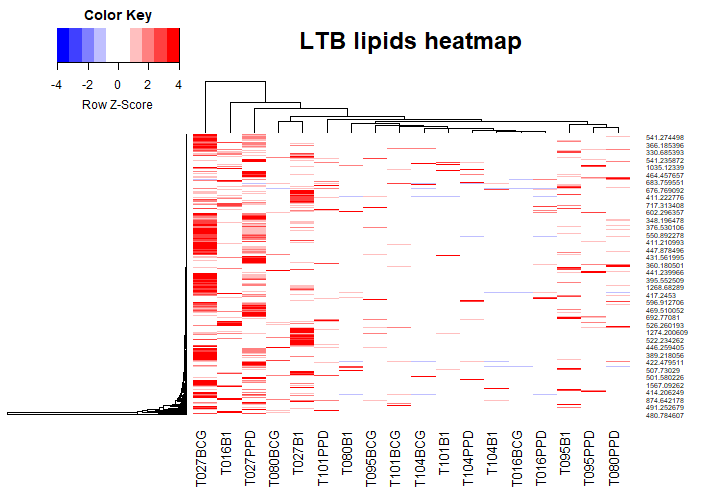 Color Key
-4 -2 0 2 4
Row Z-Score
LTB lipids heatmap
541.274498
366.185396
330.685393
541.235872
1035.12339
464.457657
683.759551
676.769092
411.222776
717.313408
602.296357
348.196478
376.530106
550.892278
411.210993
447.878496
431.561995
360.180501
441.239966
395.552509
1268.68289
417.2453
596.912706
469.510052
692.77081
526.260193
1274.200609
522.234262
446.259405
389.218056
422.479511
507.73029
501.580226
1567.09262
414.206249
874.642178
491.252679
480.784607
T027BCG
T016B1
T027PPD
T080BCG
T027B1
T101PPD
T080B1
T095BCG
T101BCG
T104BCG
T101B1
T104PPD
T104B1
T016BCG
T016PPD
T095B1
T095PPD
T080PPD